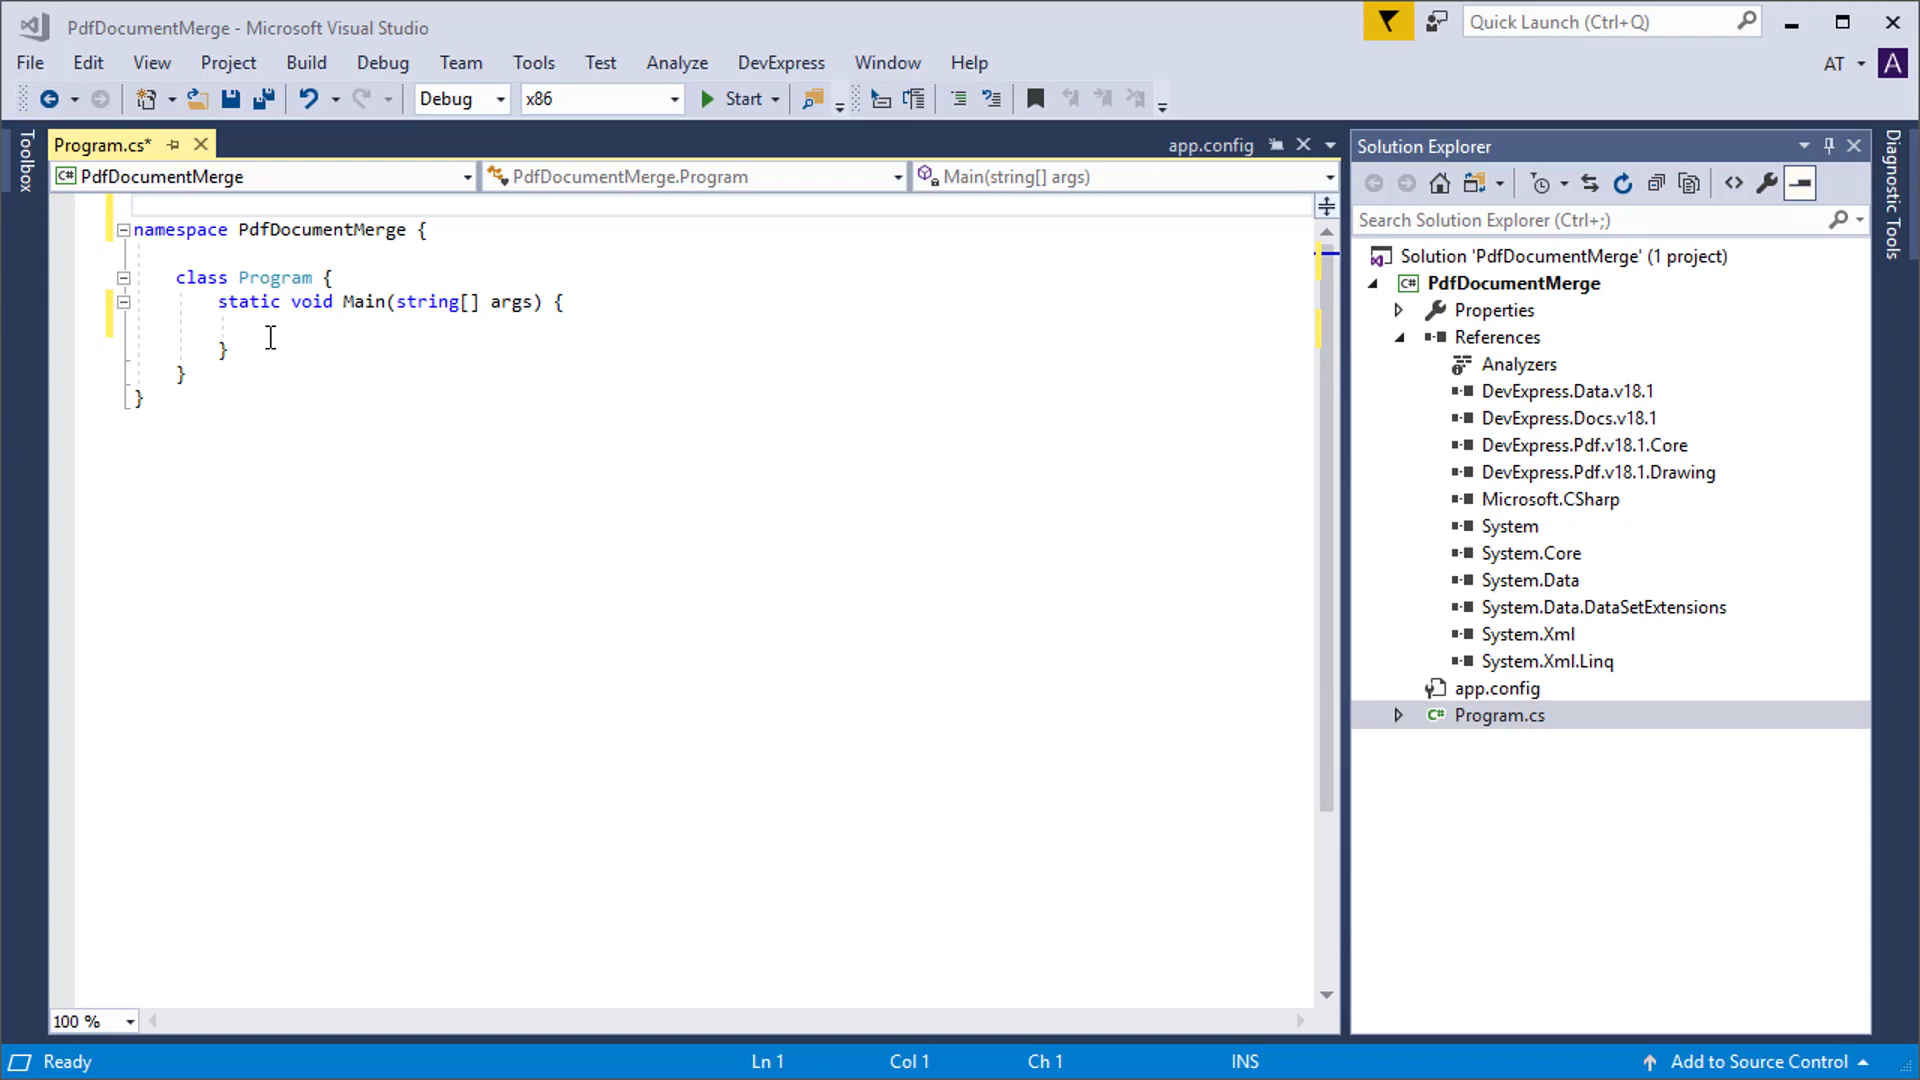 PdfDocumentMerge - Microsoft Visual Studio
Quick Launch (Ctrl+Q)
File Edit View Project Build Debug Team Tools Test Analyze DevExpress Window Help
AT A
Debug x86 Start
Toolbox
Program.cs*
app.config
C# PdfDocumentMerge
PdfDocumentMerge.Program
Main(string[] args)
namespace PdfDocumentMerge {
class Program {
static void Main(string[] args) {
}
}
}
100 %
Solution Explorer
Search Solution Explorer (Ctrl+;)
Solution 'PdfDocumentMerge' (1 project)
C# PdfDocumentMerge
Properties
References
Analyzers
DevExpress.Data.v18.1
DevExpress.Docs.v18.1
DevExpress.Pdf.v18.1.Core
DevExpress.Pdf.v18.1.Drawing
Microsoft.CSharp
System
System.Core
System.Data
System.Data.DataSetExtensions
System.Xml
System.Xml.Linq
app.config
C# Program.cs
Diagnostic Tools
Ready Ln 1 Col 1 Ch 1 INS Add to Source Control